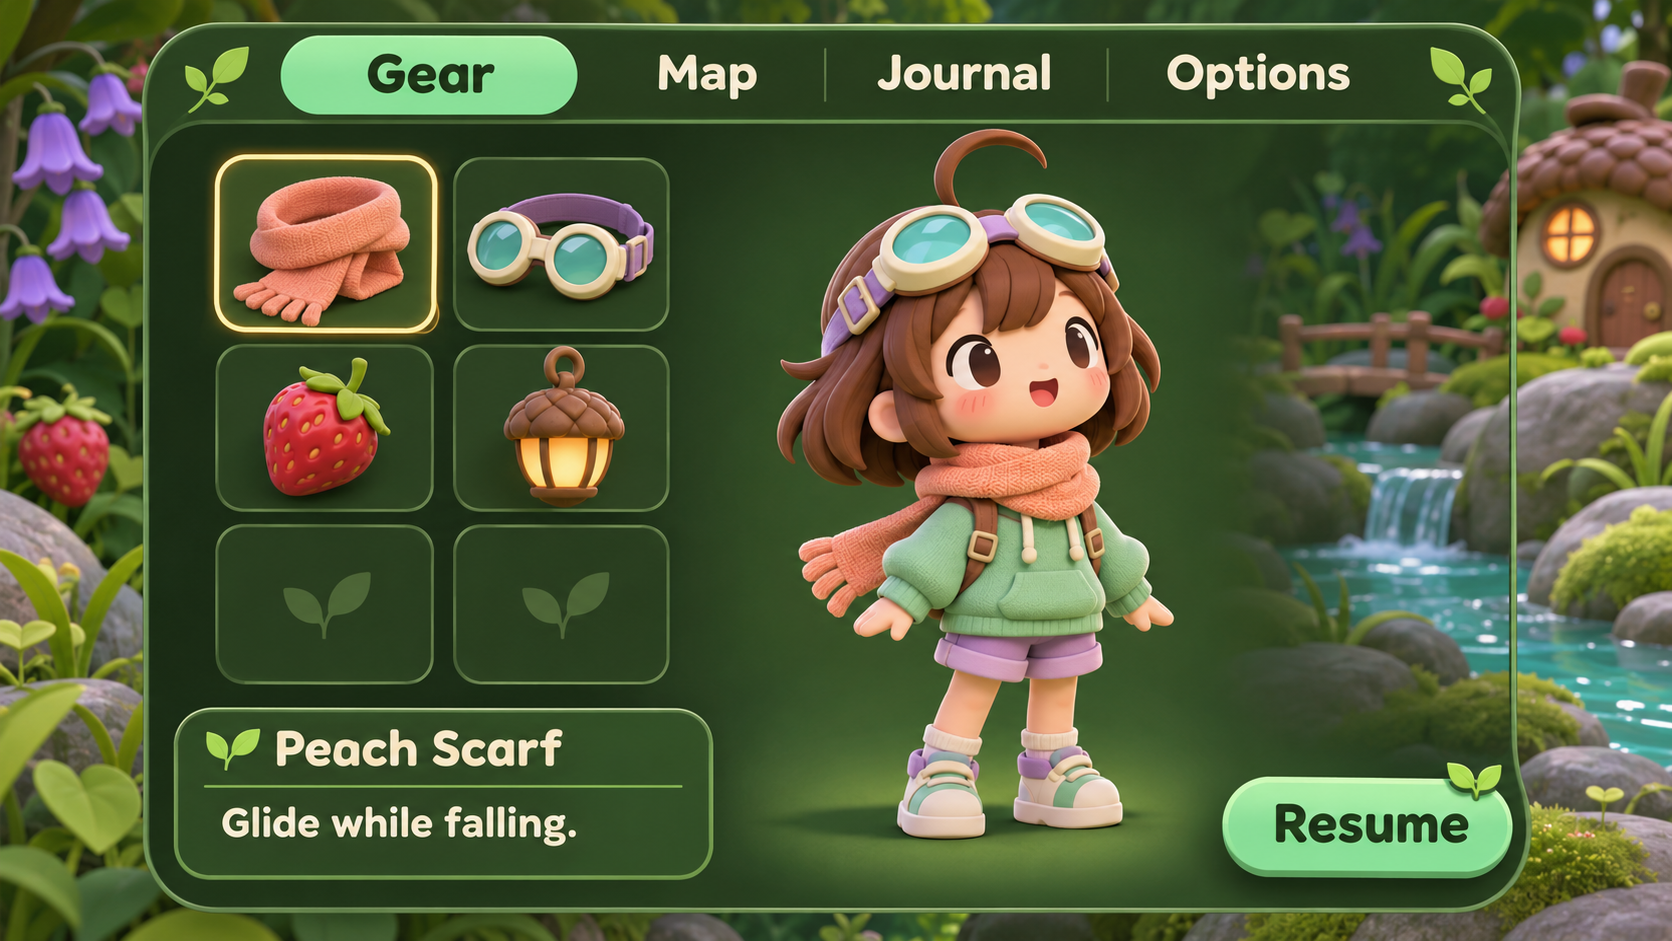 Gear
Map
Journal
Options
Peach Scarf
Glide while falling.
Resume